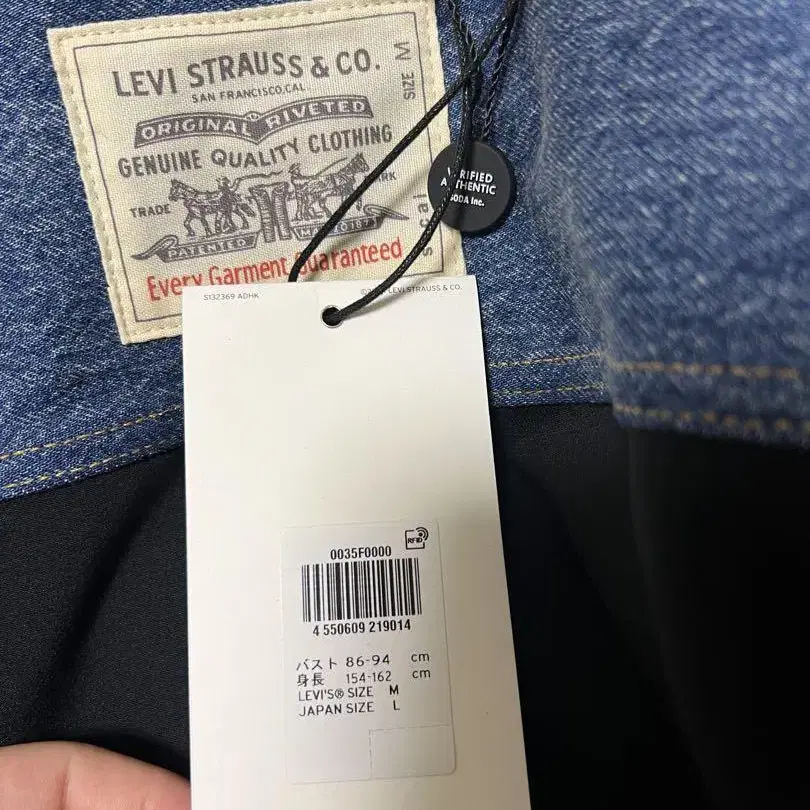 LEVI STRAUSS & CO.
SAN FRANCISCO, CAL
ORIGINAL RIVETED
GENUINE QUALITY CLOTHING
TRADE
PATENTED
Every Garment Guaranteed
SIZE M
VERIFIED
AUTHENTIC
SODA Inc.
S132369 ADHK
LEVI STRAUSS & CO.
0035F0000
RFID
4 550609 219014
バスト 86-94 cm
身長 154-162 cm
LEVI'S® SIZE M
JAPAN SIZE L